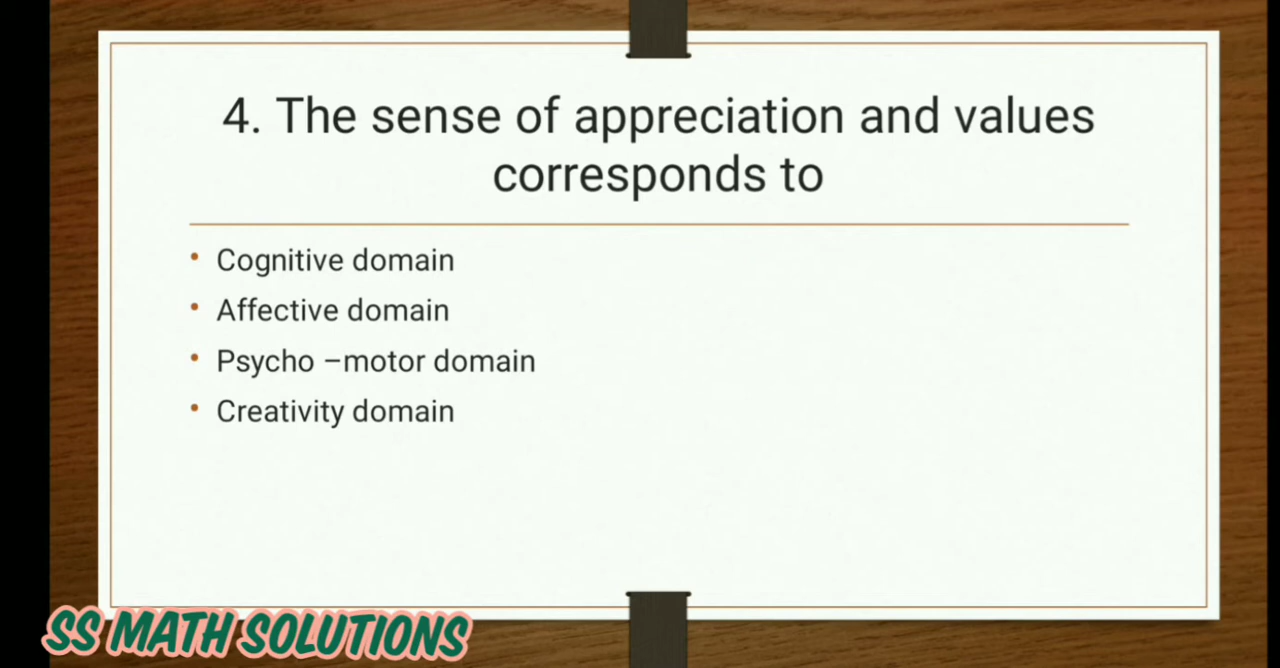 4. The sense of appreciation and values
corresponds to
• Cognitive domain
• Affective domain
• Psycho –motor domain
• Creativity domain
SS MATH SOLUTIONS